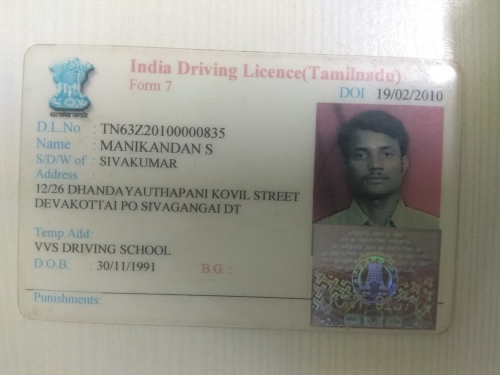 India Driving Licence(Tamilnadu)
Form 7
DOI 19/02/2010
D.L.No : TN63Z20100000835
Name : MANIKANDAN S
S/D/W of : SIVAKUMAR
Address :
12/26 DHANDAYAUTHAPANI KOVIL STREET
DEVAKOTTAI PO SIVAGANGAI DT
Temp.Add:
VVS DRIVING SCHOOL
D.O.B. : 30/11/1991 B.G. :
Punishments: